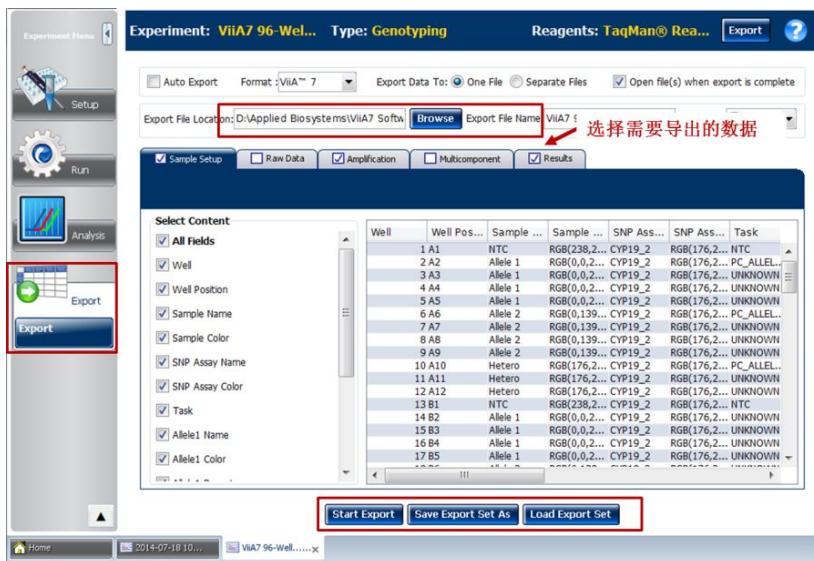 Experiment Menu
Experiment: ViiA7 96-Wel... Type: Genotyping Reagents: TaqMan® Rea... Export ?
Auto Export Format : ViiA™ 7 Export Data To: One File Separate Files Open file(s) when export is complete
Export File Location: D:\Applied Biosystems\ViiA7 Softw Browse Export File Name ViiA7
选择需要导出的数据
Sample Setup Raw Data Amplification Multicomponent Results
Setup
Run
Analysis
Export
Export
Select Content
All Fields
Well
Well Position
Sample Name
Sample Color
SNP Assay Name
SNP Assay Color
Task
Allele1 Name
Allele1 Color
Well Well Pos... Sample ... Sample ... SNP Ass... SNP Ass... Task
1 A1 NTC RGB(238,2... CYP19_2 RGB(176,2... NTC
2 A2 Allele 1 RGB(0,0,2... CYP19_2 RGB(176,2... PC_ALLEL...
3 A3 Allele 1 RGB(0,0,2... CYP19_2 RGB(176,2... UNKNOWN
4 A4 Allele 1 RGB(0,0,2... CYP19_2 RGB(176,2... UNKNOWN
5 A5 Allele 1 RGB(0,0,2... CYP19_2 RGB(176,2... UNKNOWN
6 A6 Allele 2 RGB(0,139... CYP19_2 RGB(176,2... PC_ALLEL...
7 A7 Allele 2 RGB(0,139... CYP19_2 RGB(176,2... UNKNOWN
8 A8 Allele 2 RGB(0,139... CYP19_2 RGB(176,2... UNKNOWN
9 A9 Allele 2 RGB(0,139... CYP19_2 RGB(176,2... UNKNOWN
10 A10 Hetero RGB(176,2... CYP19_2 RGB(176,2... PC_ALLEL...
11 A11 Hetero RGB(176,2... CYP19_2 RGB(176,2... UNKNOWN
12 A12 Hetero RGB(176,2... CYP19_2 RGB(176,2... UNKNOWN
13 B1 NTC RGB(238,2... CYP19_2 RGB(176,2... NTC
14 B2 Allele 1 RGB(0,0,2... CYP19_2 RGB(176,2... UNKNOWN
15 B3 Allele 1 RGB(0,0,2... CYP19_2 RGB(176,2... UNKNOWN
16 B4 Allele 1 RGB(0,0,2... CYP19_2 RGB(176,2... UNKNOWN
17 B5 Allele 1 RGB(0,0,2... CYP19_2 RGB(176,2... UNKNOWN
Start Export Save Export Set As Load Export Set
Home 2014-07-18 10... ViiA7 96-Well......x